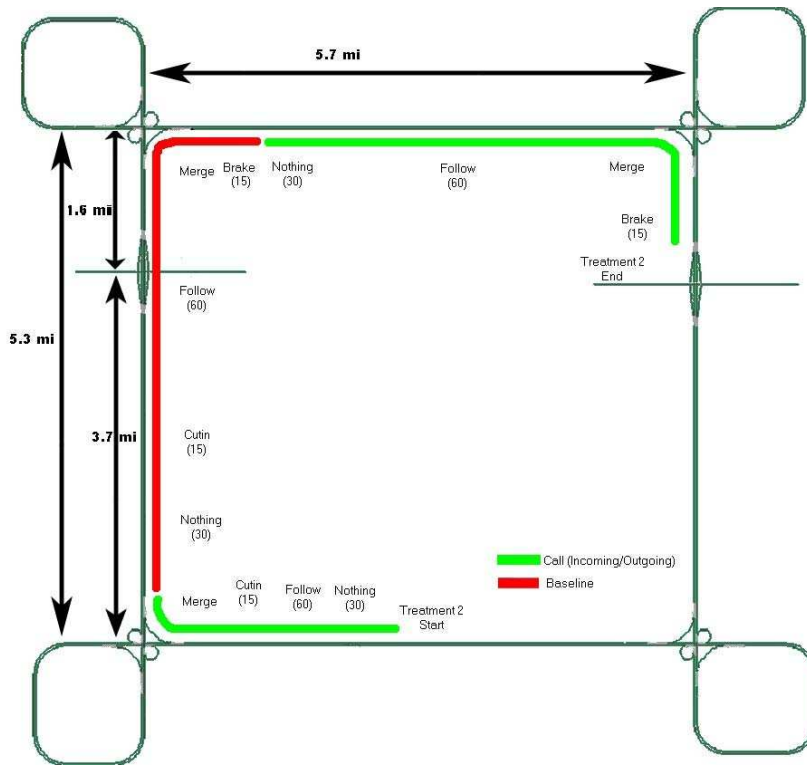 5.7 mi
Merge
Brake
(15)
Nothing
(30)
Follow
(60)
Merge
1.6 mi
Brake
(15)
Treatment 2
End
Follow
(60)
5.3 mi
3.7 mi
Cutin
(15)
Nothing
(30)
Call (Incoming/Outgoing)
Baseline
Merge
Cutin
(15)
Follow
(60)
Nothing
(30)
Treatment 2
Start